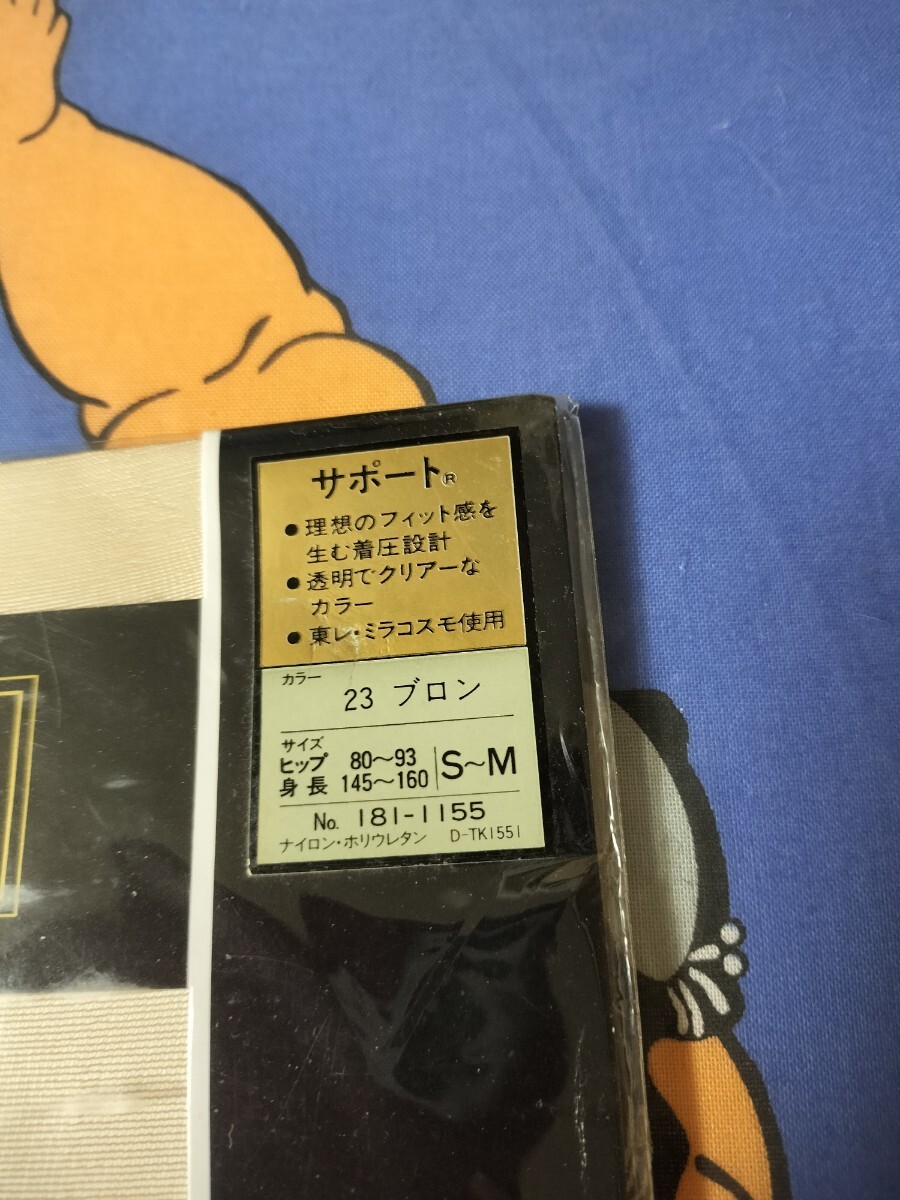 サポート®
● 理想のフィット感を
生む着圧設計
● 透明でクリアーな
カラー
● 東レ・ミラコスモ使用
カラー
23 ブロン
サイズ
ヒップ 80～93
身長 145～160
S～M
No. 181-1155
ナイロン・ポリウレタン D-TK1551